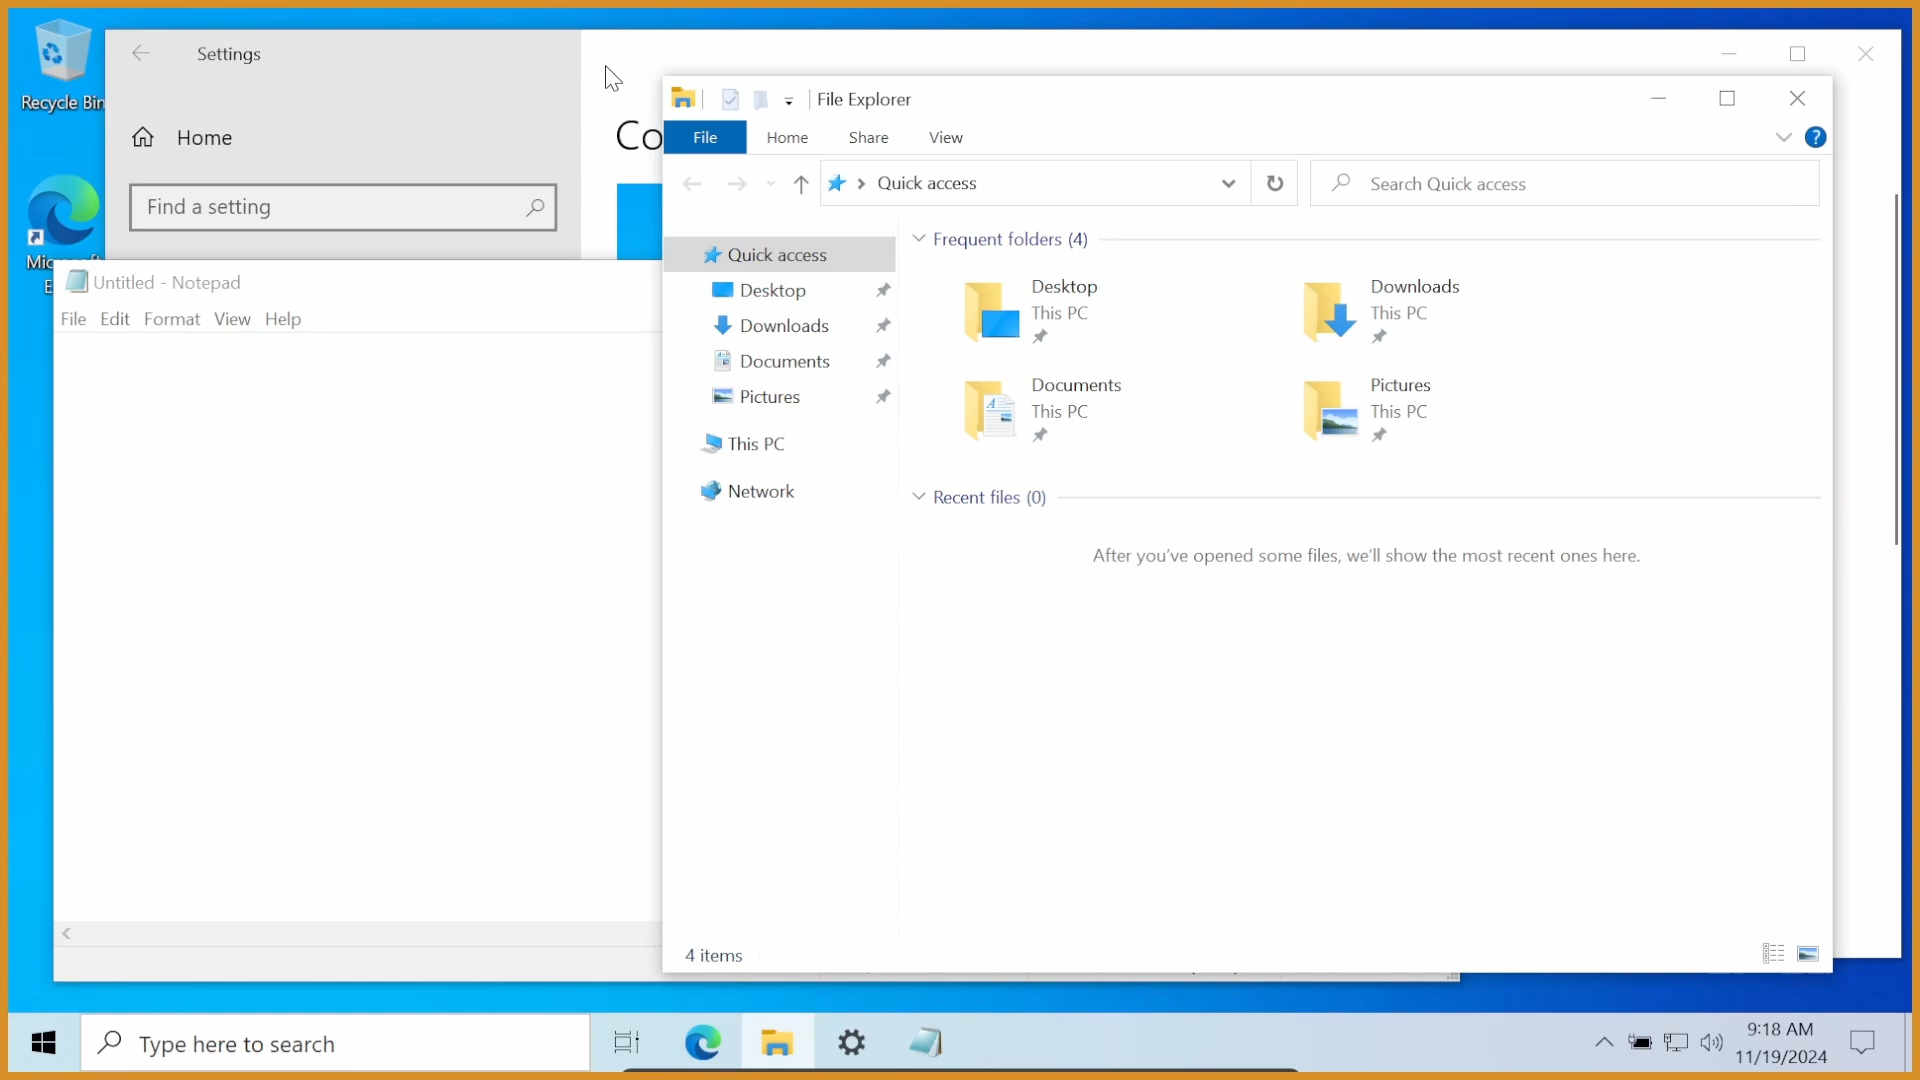 Recycle Bin
Settings
Home
Find a setting
Co
File Explorer
File Home Share View
?
Quick access
Search Quick access
Quick access
Desktop
Downloads
Documents
Pictures
This PC
Network
Frequent folders (4)
Desktop
This PC
Downloads
This PC
Documents
This PC
Pictures
This PC
Recent files (0)
After you've opened some files, we'll show the most recent ones here.
4 items
Untitled - Notepad
File Edit Format View Help
Type here to search
9:18 AM
11/19/2024